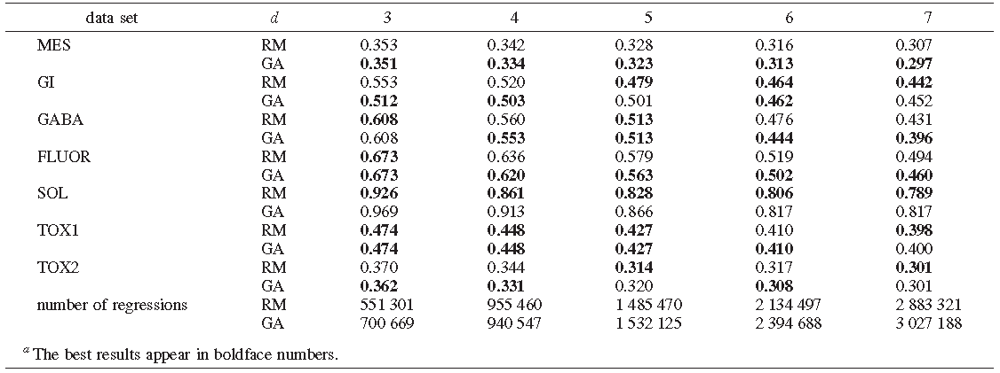 data set d 3 4 5 6 7
MES RM 0.353 0.342 0.328 0.316 0.307
GA 0.351 0.334 0.323 0.313 0.297
GI RM 0.553 0.520 0.479 0.464 0.442
GA 0.512 0.503 0.501 0.462 0.452
GABA RM 0.608 0.560 0.513 0.476 0.431
GA 0.608 0.553 0.513 0.444 0.396
FLUOR RM 0.673 0.636 0.579 0.519 0.494
GA 0.673 0.620 0.563 0.502 0.460
SOL RM 0.926 0.861 0.828 0.806 0.789
GA 0.969 0.913 0.866 0.817 0.817
TOX1 RM 0.474 0.448 0.427 0.410 0.398
GA 0.474 0.448 0.427 0.410 0.400
TOX2 RM 0.370 0.344 0.314 0.317 0.301
GA 0.362 0.331 0.320 0.308 0.301
number of regressions RM 551 301 955 460 1 485 470 2 134 497 2 883 321
GA 700 669 940 547 1 532 125 2 394 688 3 027 188
a The best results appear in boldface numbers.